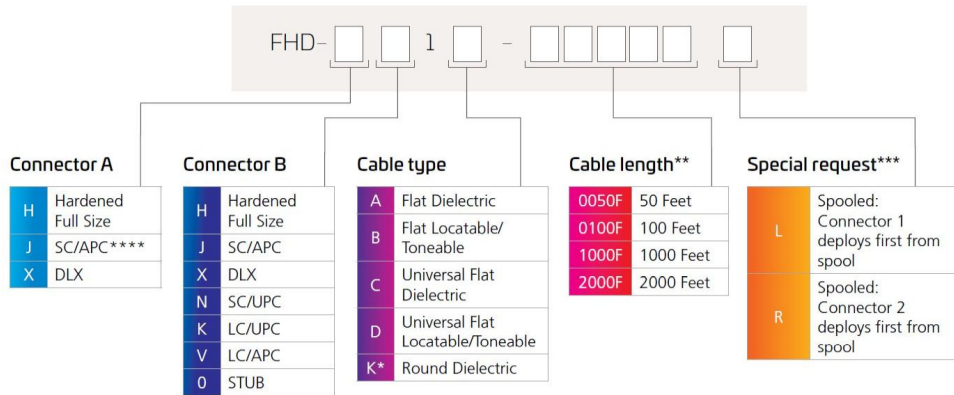 FHD- 1 -
Connector A
H Hardened
Full Size
J SC/APC****
X DLX
Connector B
H Hardened
Full Size
J SC/APC
X DLX
N SC/UPC
K LC/UPC
V LC/APC
0 STUB
Cable type
A Flat Dielectric
B Flat Locatable/
Toneable
C Universal Flat
Dielectric
D Universal Flat
Locatable/Toneable
K* Round Dielectric
Cable length**
0050F 50 Feet
0100F 100 Feet
1000F 1000 Feet
2000F 2000 Feet
Special request***
L Spooled:
Connector 1
deploys first from
spool
R Spooled:
Connector 2
deploys first from
spool